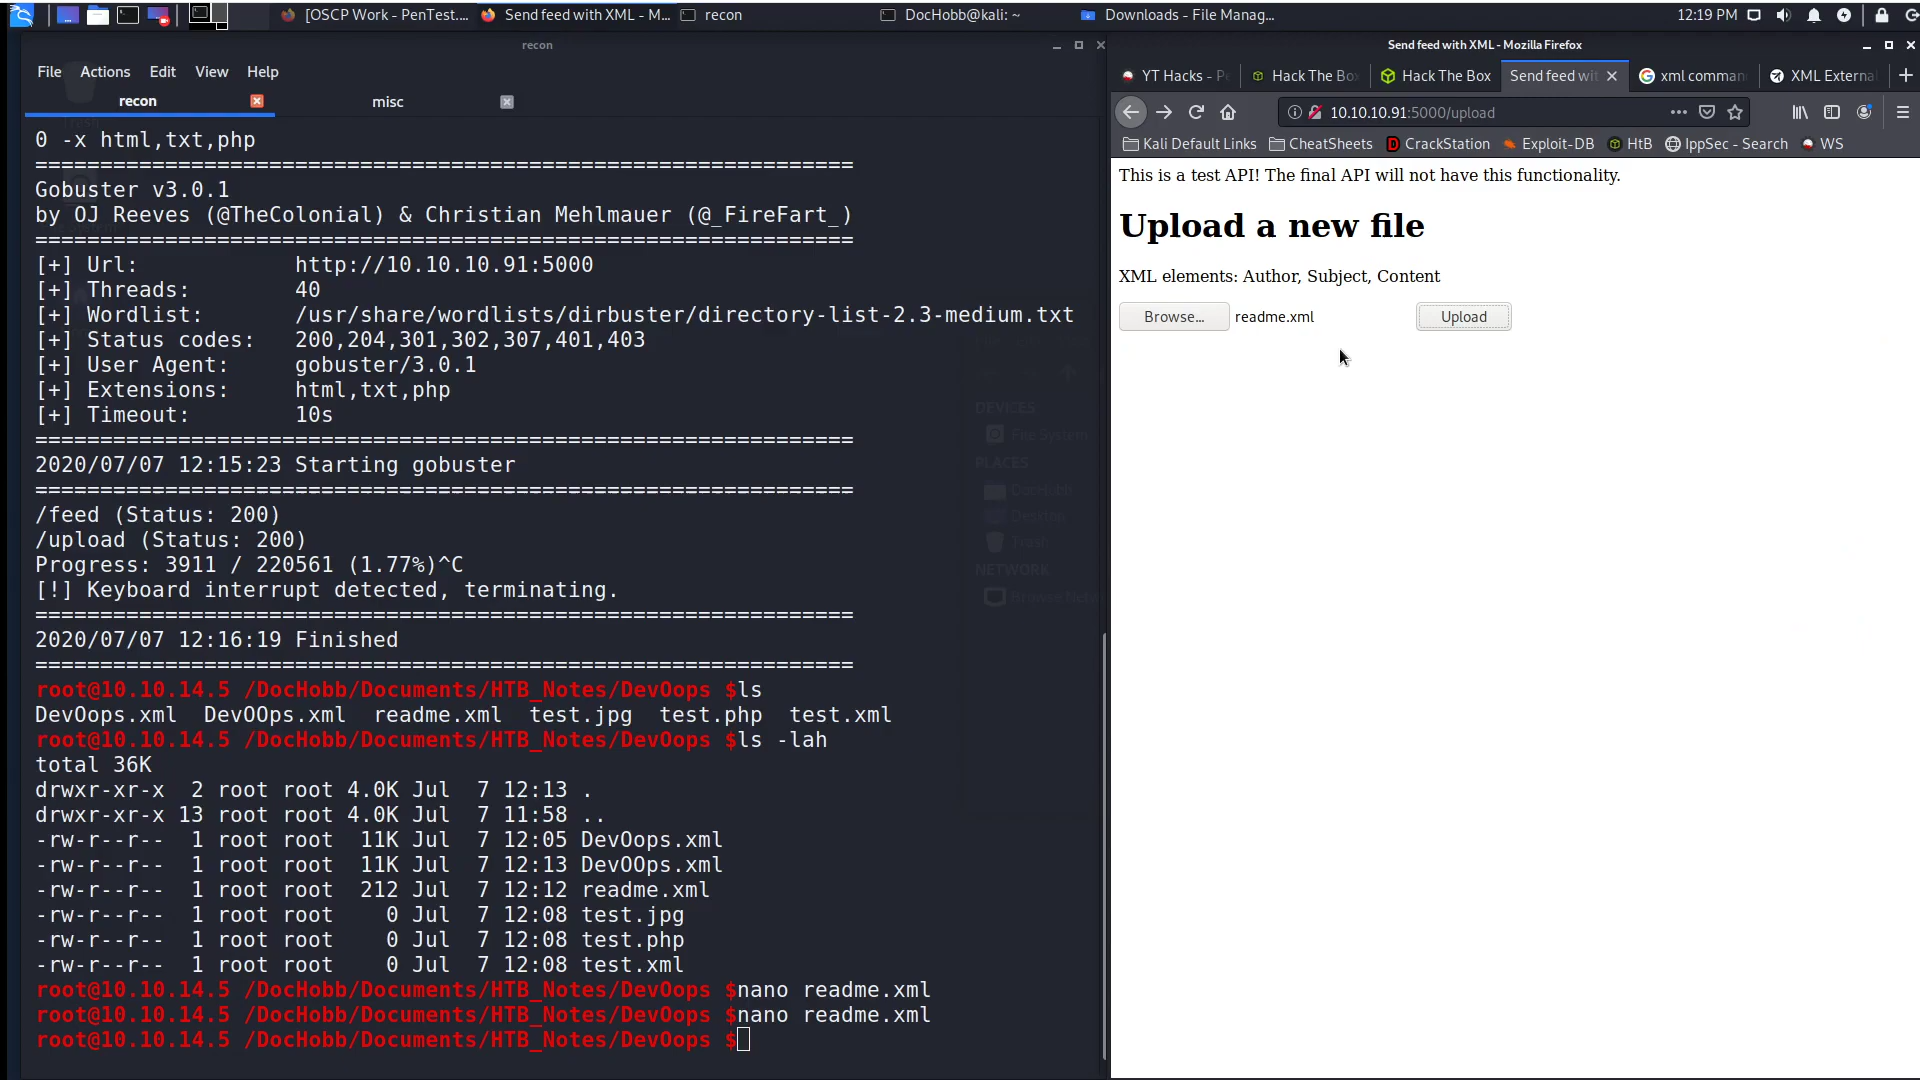 [OSCP Work - PenTest....
Send feed with XML - M...
recon
DocHobb@kali: ~
Downloads - File Manag...
12:19 PM
recon
File Actions Edit View Help
recon
misc
0 -x html,txt,php
===============================================================
Gobuster v3.0.1
by OJ Reeves (@TheColonial) & Christian Mehlmauer (@_FireFart_)
===============================================================
[+] Url:            http://10.10.10.91:5000
[+] Threads:        40
[+] Wordlist:       /usr/share/wordlists/dirbuster/directory-list-2.3-medium.txt
[+] Status codes:   200,204,301,302,307,401,403
[+] User Agent:     gobuster/3.0.1
[+] Extensions:     html,txt,php
[+] Timeout:        10s
===============================================================
2020/07/07 12:15:23 Starting gobuster
===============================================================
/feed (Status: 200)
/upload (Status: 200)
Progress: 3911 / 220561 (1.77%)^C
[!] Keyboard interrupt detected, terminating.
===============================================================
2020/07/07 12:16:19 Finished
===============================================================
root@10.10.14.5 /DocHobb/Documents/HTB_Notes/DevOops $ls
DevOops.xml  DevOOps.xml  readme.xml  test.jpg  test.php  test.xml
root@10.10.14.5 /DocHobb/Documents/HTB_Notes/DevOops $ls -lah
total 36K
drwxr-xr-x  2 root root 4.0K Jul  7 12:13 .
drwxr-xr-x 13 root root 4.0K Jul  7 11:58 ..
-rw-r--r--  1 root root  11K Jul  7 12:05 DevOops.xml
-rw-r--r--  1 root root  11K Jul  7 12:13 DevOOps.xml
-rw-r--r--  1 root root  212 Jul  7 12:12 readme.xml
-rw-r--r--  1 root root    0 Jul  7 12:08 test.jpg
-rw-r--r--  1 root root    0 Jul  7 12:08 test.php
-rw-r--r--  1 root root    0 Jul  7 12:08 test.xml
root@10.10.14.5 /DocHobb/Documents/HTB_Notes/DevOops $nano readme.xml
root@10.10.14.5 /DocHobb/Documents/HTB_Notes/DevOops $nano readme.xml
root@10.10.14.5 /DocHobb/Documents/HTB_Notes/DevOops $
DEVICES
File System
PLACES
DocHobb
Desktop
Trash
NETWORK
Browse Netw
Send feed with XML - Mozilla Firefox
YT Hacks - P
Hack The Bo
Hack The Box
Send feed wit
xml comman
XML Externa
10.10.10.91:5000/upload
Kali Default Links
CheatSheets
CrackStation
Exploit-DB
HtB
IppSec - Search
WS
This is a test API! The final API will not have this functionality.
Upload a new file
XML elements: Author, Subject, Content
Browse... readme.xml
Upload